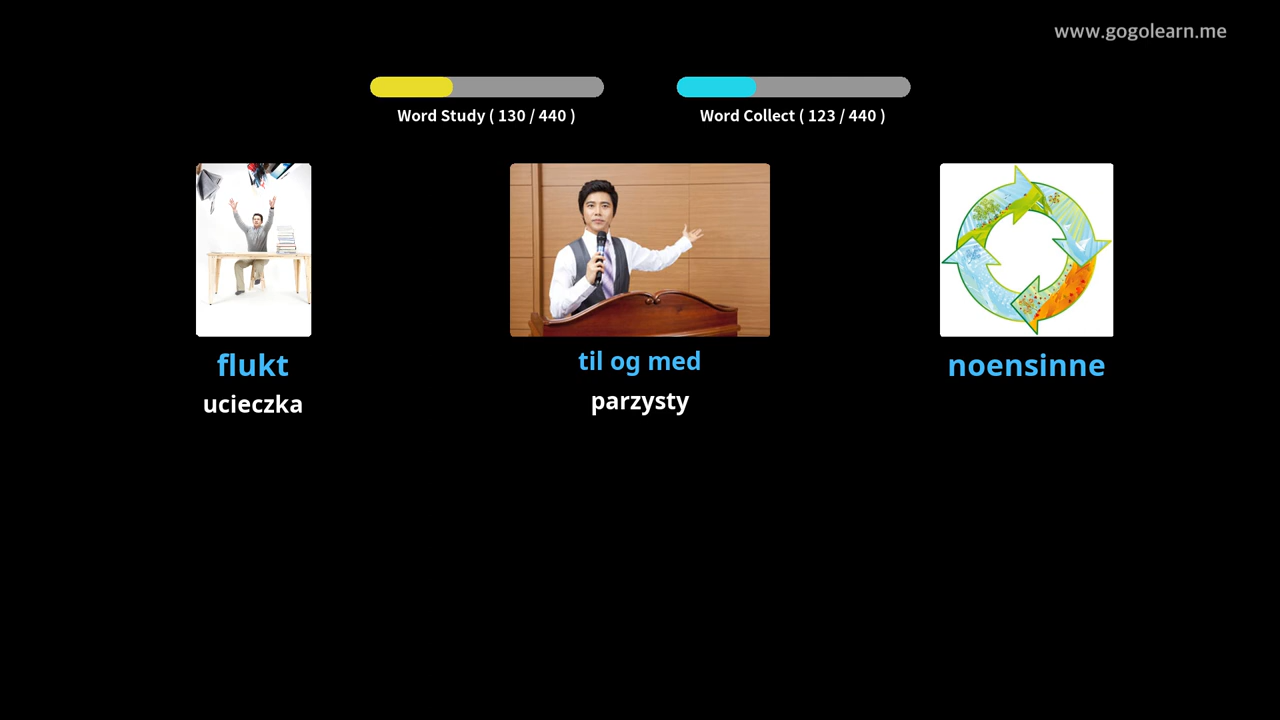 www.gogolearn.me
Word Study ( 130 / 440 )
Word Collect ( 123 / 440 )
flukt
ucieczka
til og med
parzysty
noensinne